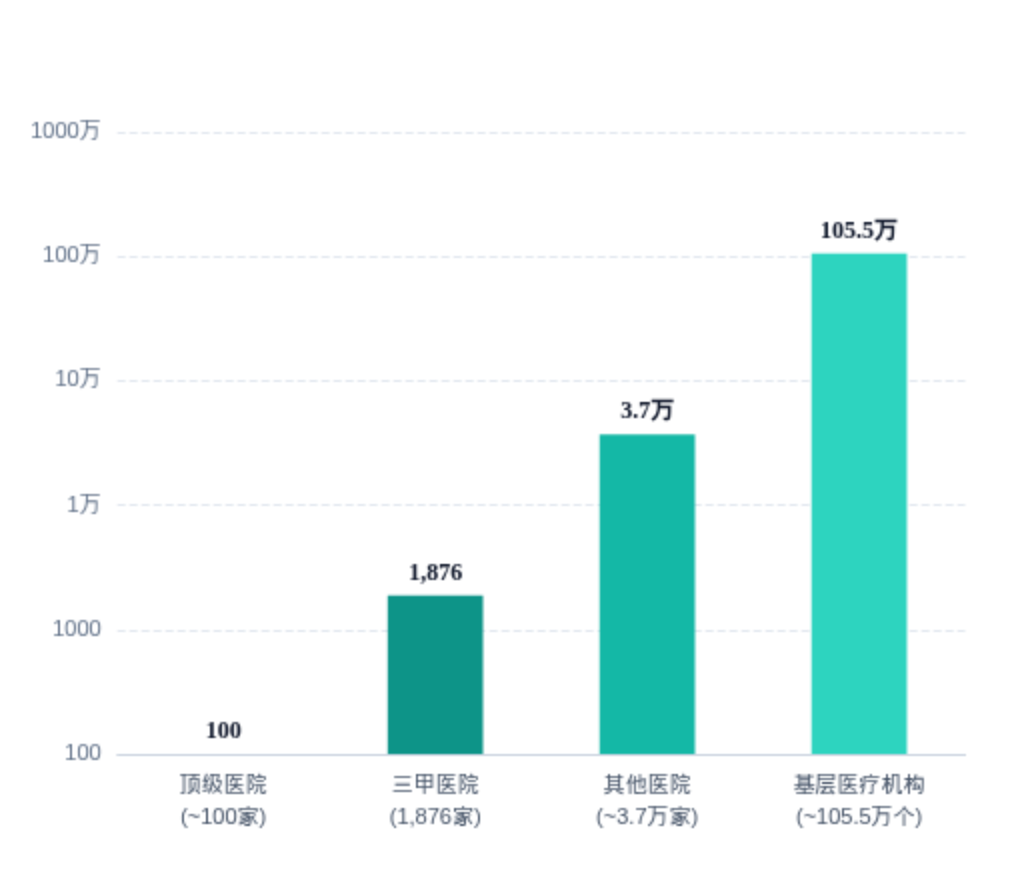 1000万
100万
10万
1万
1000
100
100
1,876
3.7万
105.5万
顶级医院
(~100家)
三甲医院
(1,876家)
其他医院
(~3.7万家)
基层医疗机构
(~105.5万个)